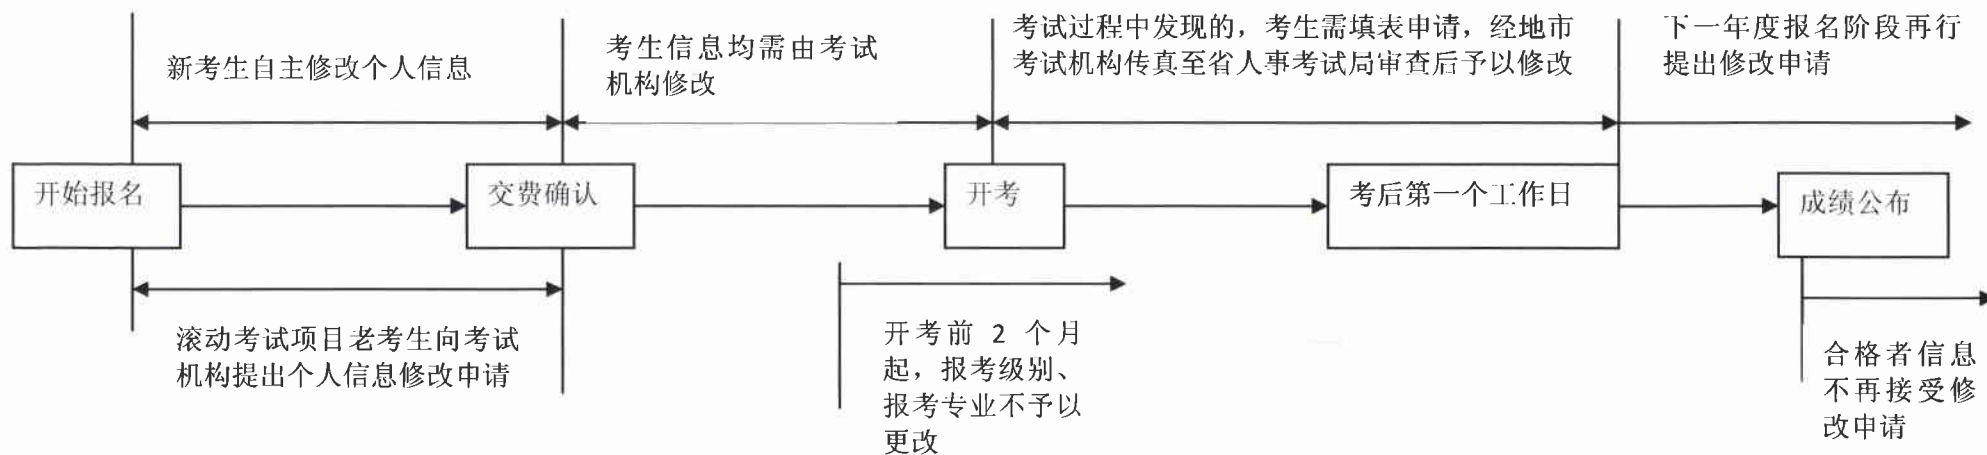 新考生自主修改个人信息
考生信息均需由考试
机构修改
考试过程中发现的，考生需填表申请，经地市
考试机构传真至省人事考试局审查后予以修改
下一年度报名阶段再行
提出修改申请
开始报名
交费确认
开考
考后第一个工作日
成绩公布
滚动考试项目老考生向考试
机构提出个人信息修改申请
开考前 2 个月
起，报考级别、
报考专业不予以
更改
合格者信息
不再接受修
改申请